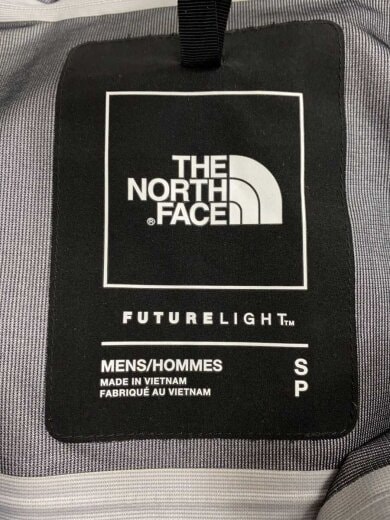 THE
NORTH
FACE
®
FUTURELIGHT™
MENS/HOMMES S
MADE IN VIETNAM
FABRIQUÉ AU VIETNAM P